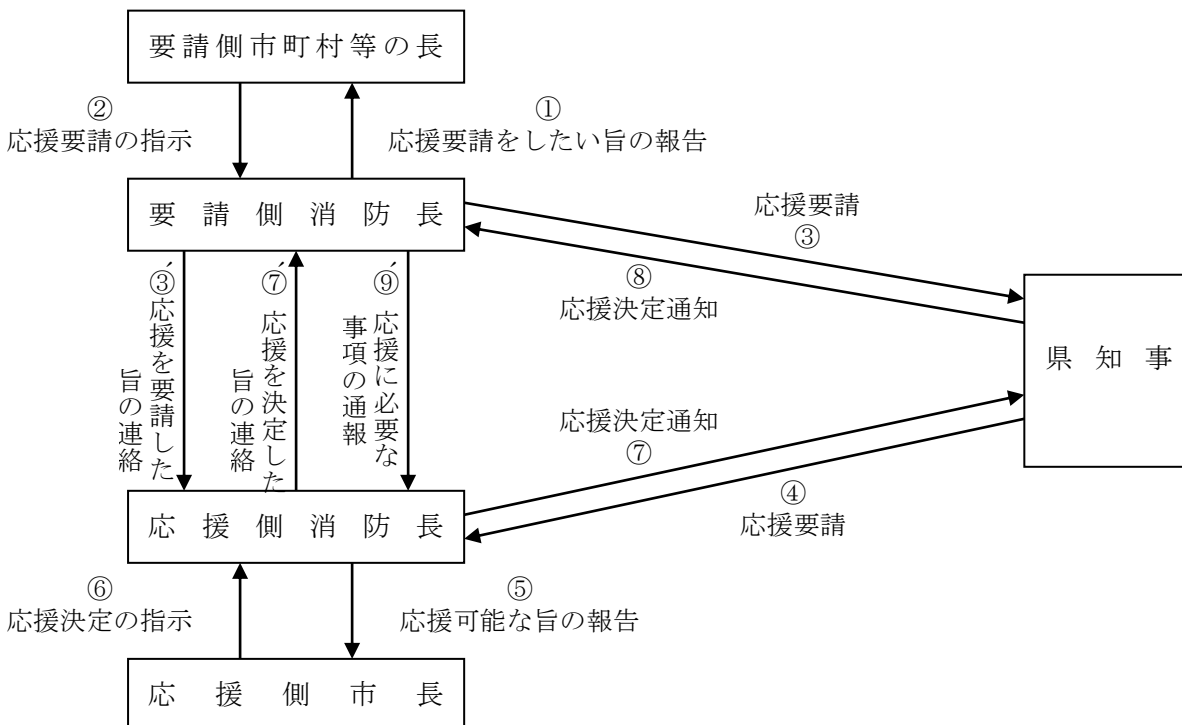 要請側市町村等の長
②
応援要請の指示
①
応援要請をしたい旨の報告
要請側消防長
応援要請
③
⑧
応援決定通知
③´応援を要請した
旨の連絡
⑦´応援を決定した
旨の連絡
⑨´応援に必要な
事項の通報
県知事
応援決定通知
⑦
④
応援要請
応援側消防長
⑥
応援決定の指示
⑤
応援可能な旨の報告
応援側市長